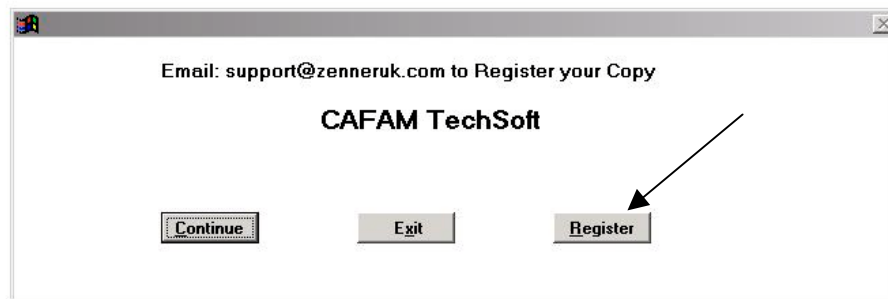 Email: support@zenneruk.com to Register your Copy
CAFAM TechSoft
Continue Exit Register